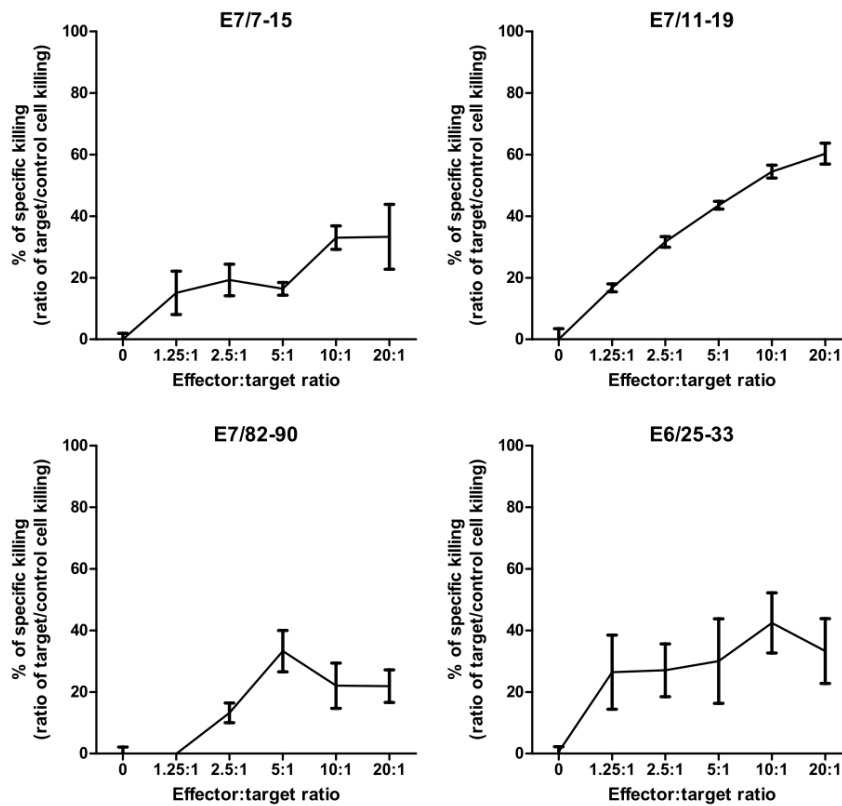 E7/7-15
% of specific killing
(ratio of target/control cell killing)
100
80
60
40
20
0
0 1.25:1 2.5:1 5:1 10:1 20:1
Effector:target ratio
E7/11-19
% of specific killing
(ratio of target/control cell killing)
100
80
60
40
20
0
0 1.25:1 2.5:1 5:1 10:1 20:1
Effector:target ratio
E7/82-90
% of specific killing
(ratio of target/control cell killing)
100
80
60
40
20
0
0 1.25:1 2.5:1 5:1 10:1 20:1
Effector:target ratio
E6/25-33
% of specific killing
(ratio of target/control cell killing)
100
80
60
40
20
0
0 1.25:1 2.5:1 5:1 10:1 20:1
Effector:target ratio